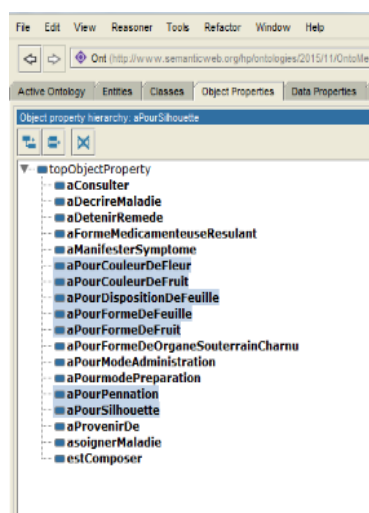 File Edit View Reasoner Tools Refactor Window Help
Ont (http://www.semanticweb.org/hp/ontologies/2015/11/OntoMe
Active Ontology Entities Classes Object Properties Data Properties
Object property hierarchy: aPourSilhouette
topObjectProperty
aConsulter
aDecrireMaladie
aDetenirRemede
aFormeMedicamenteuseResulant
aManifesterSymptome
aPourCouleurDeFleur
aPourCouleurDeFruit
aPourDispositionDeFeuille
aPourFormeDeFeuille
aPourFormeDeFruit
aPourFormeDeOrganeSouterrainCharnu
aPourModeAdministration
aPourmodePreparation
aPourPennation
aPourSilhouette
aProvenirDe
asoignerMaladie
estComposer